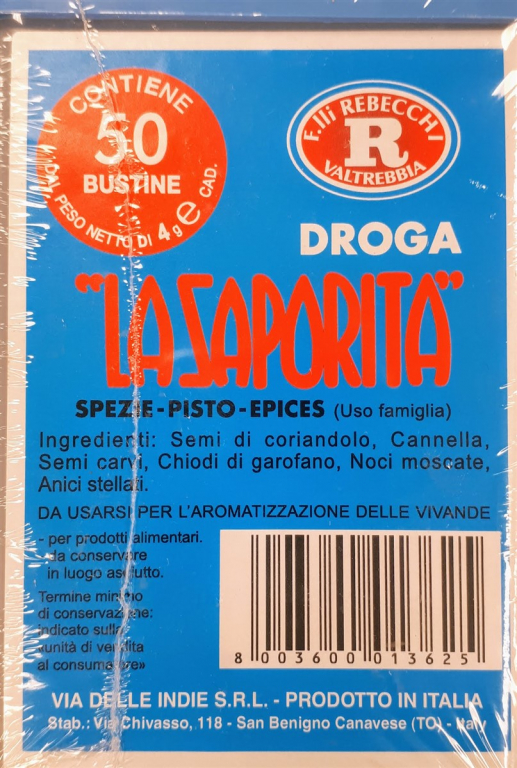 CONTIENE
50
BUSTINE
DAL PESO NETTO DI 4 g e CAD.
F.lli REBECCHI
R
VALTREBBIA
DROGA
"LA SAPORITA"
SPEZIE-PISTO-EPICES (Uso famiglia)
Ingredienti: Semi di coriandolo, Cannella,
Semi carvi, Chiodi di garofano, Noci moscate,
Anici stellati.
DA USARSI PER L'AROMATIZZAZIONE DELLE VIVANDE
- per prodotti alimentari.
da conservare
in luogo asciutto.
Termine minimo
di conservazione:
indicato sulla
«unità di vendita
al consumatore»
8 003600 013625
VIA DELLE INDIE S.R.L. - PRODOTTO IN ITALIA
Stab.: Via Chivasso, 118 - San Benigno Canavese (TO) - Italy